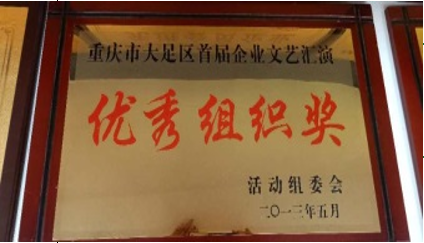 重庆市大足区首届企业文艺汇演
优秀组织奖
活动组委会
二〇一三年五月